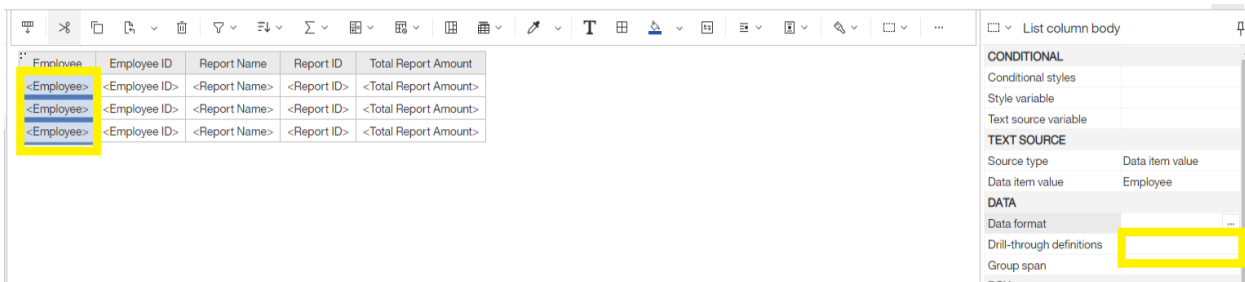 T
...
List column body
Employee Employee ID Report Name Report ID Total Report Amount
<Employee> <Employee ID> <Report Name> <Report ID> <Total Report Amount>
<Employee> <Employee ID> <Report Name> <Report ID> <Total Report Amount>
<Employee> <Employee ID> <Report Name> <Report ID> <Total Report Amount>
CONDITIONAL
Conditional styles
Style variable
Text source variable
TEXT SOURCE
Source type Data item value
Data item value Employee
DATA
Data format ...
Drill-through definitions
Group span